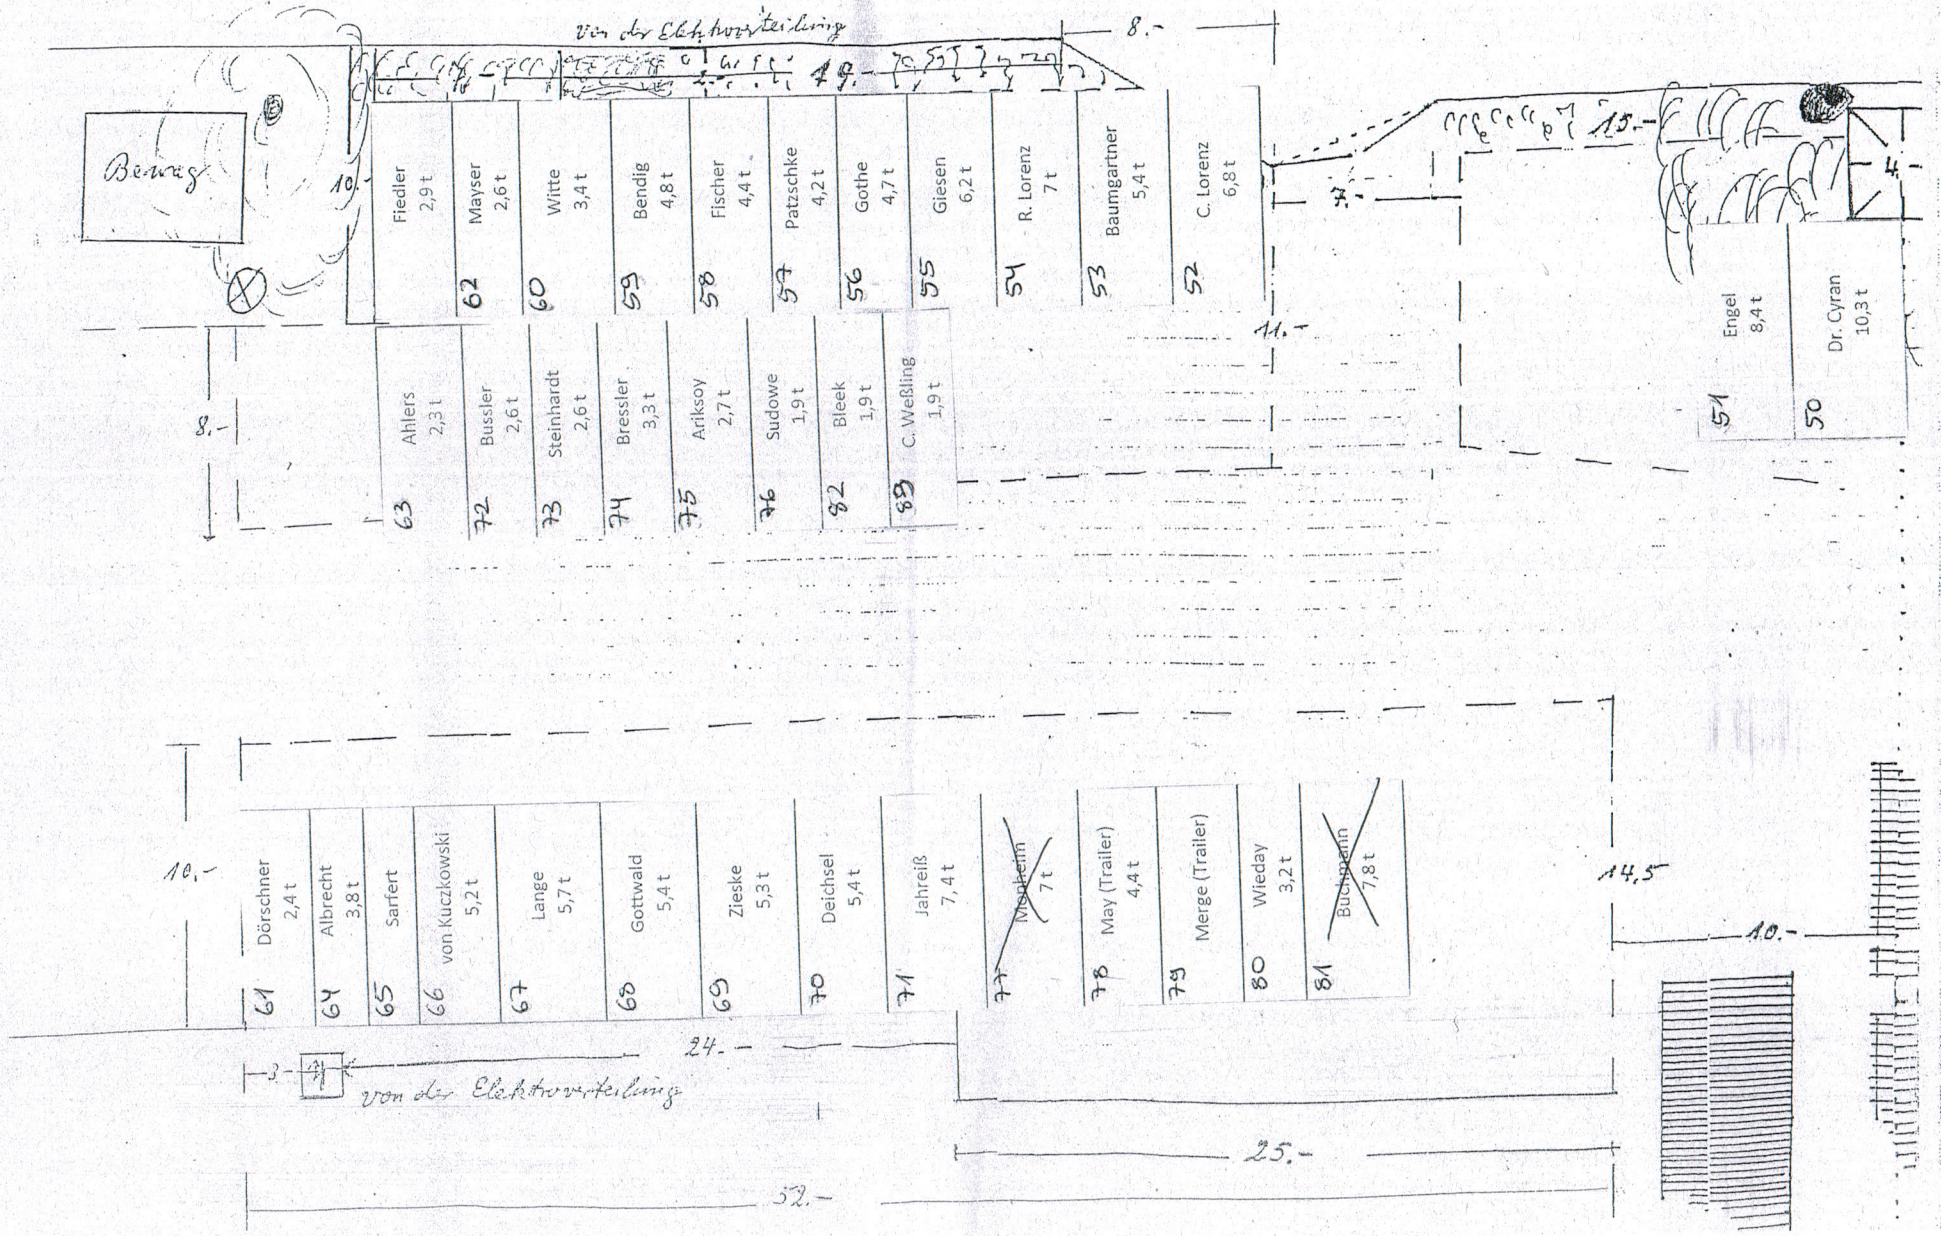 von der Elektroverteilung
8.-
19.-
15.-
Bewag
10.-
4.-
7.-
Fiedler
2,9 t
62
Mayser
2,6 t
60
Witte
3,4 t
59
Bendig
4,8 t
58
Fischer
4,4 t
57
Patzschke
4,2 t
56
Gothe
4,7 t
55
Giesen
6,2 t
54
R. Lorenz
7 t
53
Baumgartner
5,4 t
52
C. Lorenz
6,8 t
51
Engel
8,4 t
50
Dr. Cyran
10,3 t
11.-
8.-
63
Ahlers
2,3 t
72
Bussler
2,6 t
73
Steinhardt
2,6 t
74
Bressler
3,3 t
75
Ariksoy
2,7 t
76
Sudowe
1,9 t
82
Bleek
1,9 t
89
C. Weßling
1,9 t
10.-
61
Dörschner
2,4 t
64
Albrecht
3,8 t
65
Sarfert
66
von Kuczkowski
5,2 t
67
Lange
5,7 t
68
Gottwald
5,4 t
69
Zieske
5,3 t
70
Deichsel
5,4 t
71
Jahreiß
7,4 t
77
Monheim
7 t
78
May (Trailer)
4,4 t
79
Merge (Trailer)
80
Wieday
3,2 t
81
Buchmann
7,8 t
14,5
10.-
3-
24.-
von der Elektroverteilung
25.-
52.-